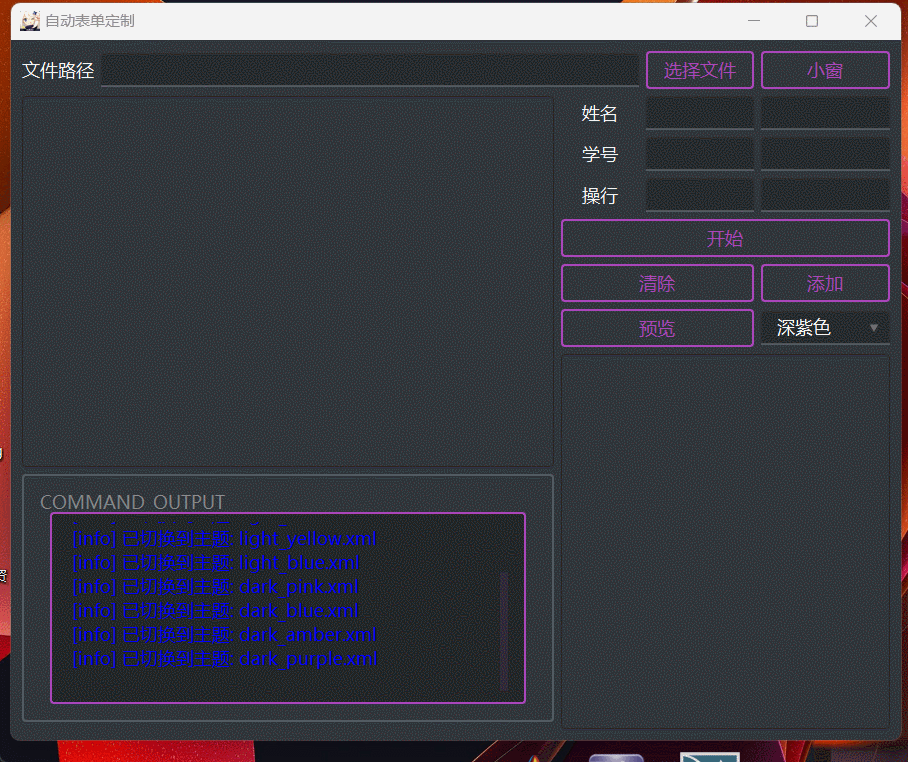 自动表单定制
文件路径
选择文件
小窗
姓名
学号
操行
开始
清除
添加
预览
深紫色
COMMAND OUTPUT
[info] 已切换到主题: light_yellow.xml
[info] 已切换到主题: light_blue.xml
[info] 已切换到主题: dark_pink.xml
[info] 已切换到主题: dark_blue.xml
[info] 已切换到主题: dark_amber.xml
[info] 已切换到主题: dark_purple.xml